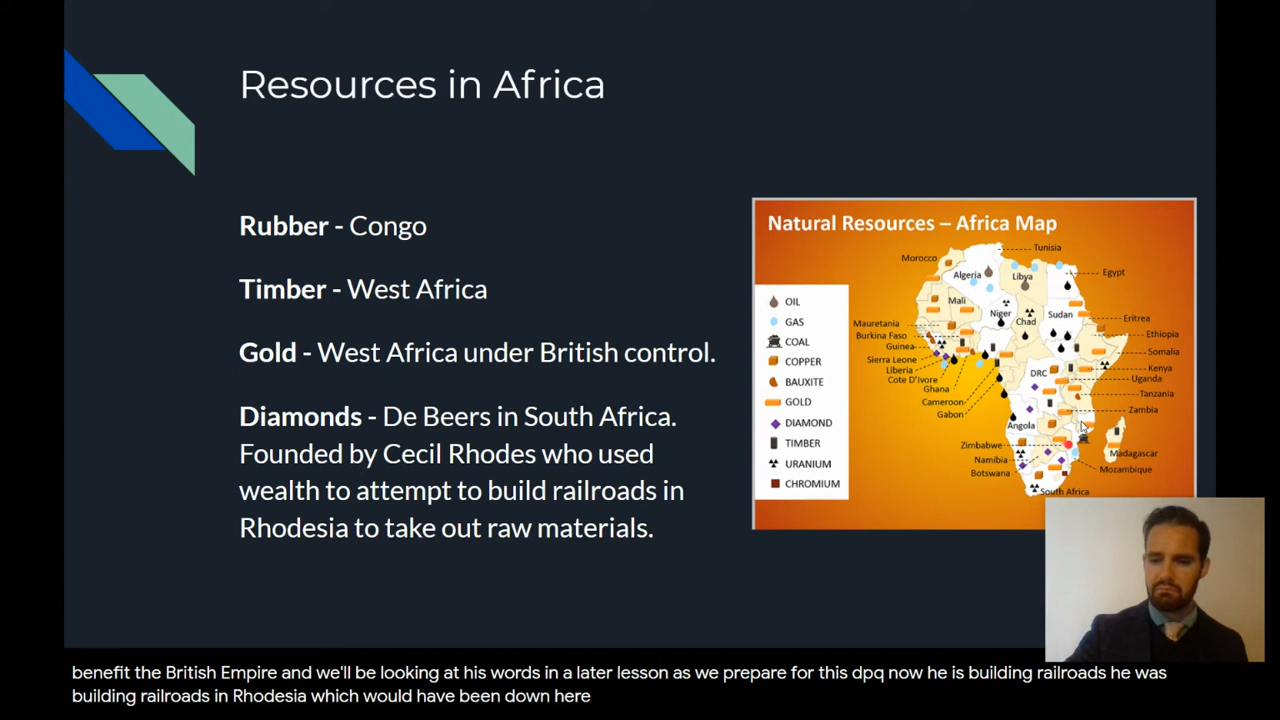 Resources in Africa
Rubber - Congo
Timber - West Africa
Gold - West Africa under British control.
Diamonds - De Beers in South Africa.
Founded by Cecil Rhodes who used
wealth to attempt to build railroads in
Rhodesia to take out raw materials.
Natural Resources – Africa Map
OIL
GAS
COAL
COPPER
BAUXITE
GOLD
DIAMOND
TIMBER
URANIUM
CHROMIUM
Tunisia
Morocco
Algeria
Libya
Egypt
Mali
Niger
Chad
Sudan
Eritrea
Mauretania
Burkina Faso
Ethiopia
Guinea
Somalia
Sierra Leone
Kenya
Liberia
DRC
Uganda
Cote D'Ivore
Ghana
Tanzania
Cameroon
Zambia
Gabon
Angola
Zimbabwe
Madagascar
Namibia
Mozambique
Botswana
South Africa
benefit the British Empire and we'll be looking at his words in a later lesson as we prepare for this dpq now he is building railroads he was
building railroads in Rhodesia which would have been down here